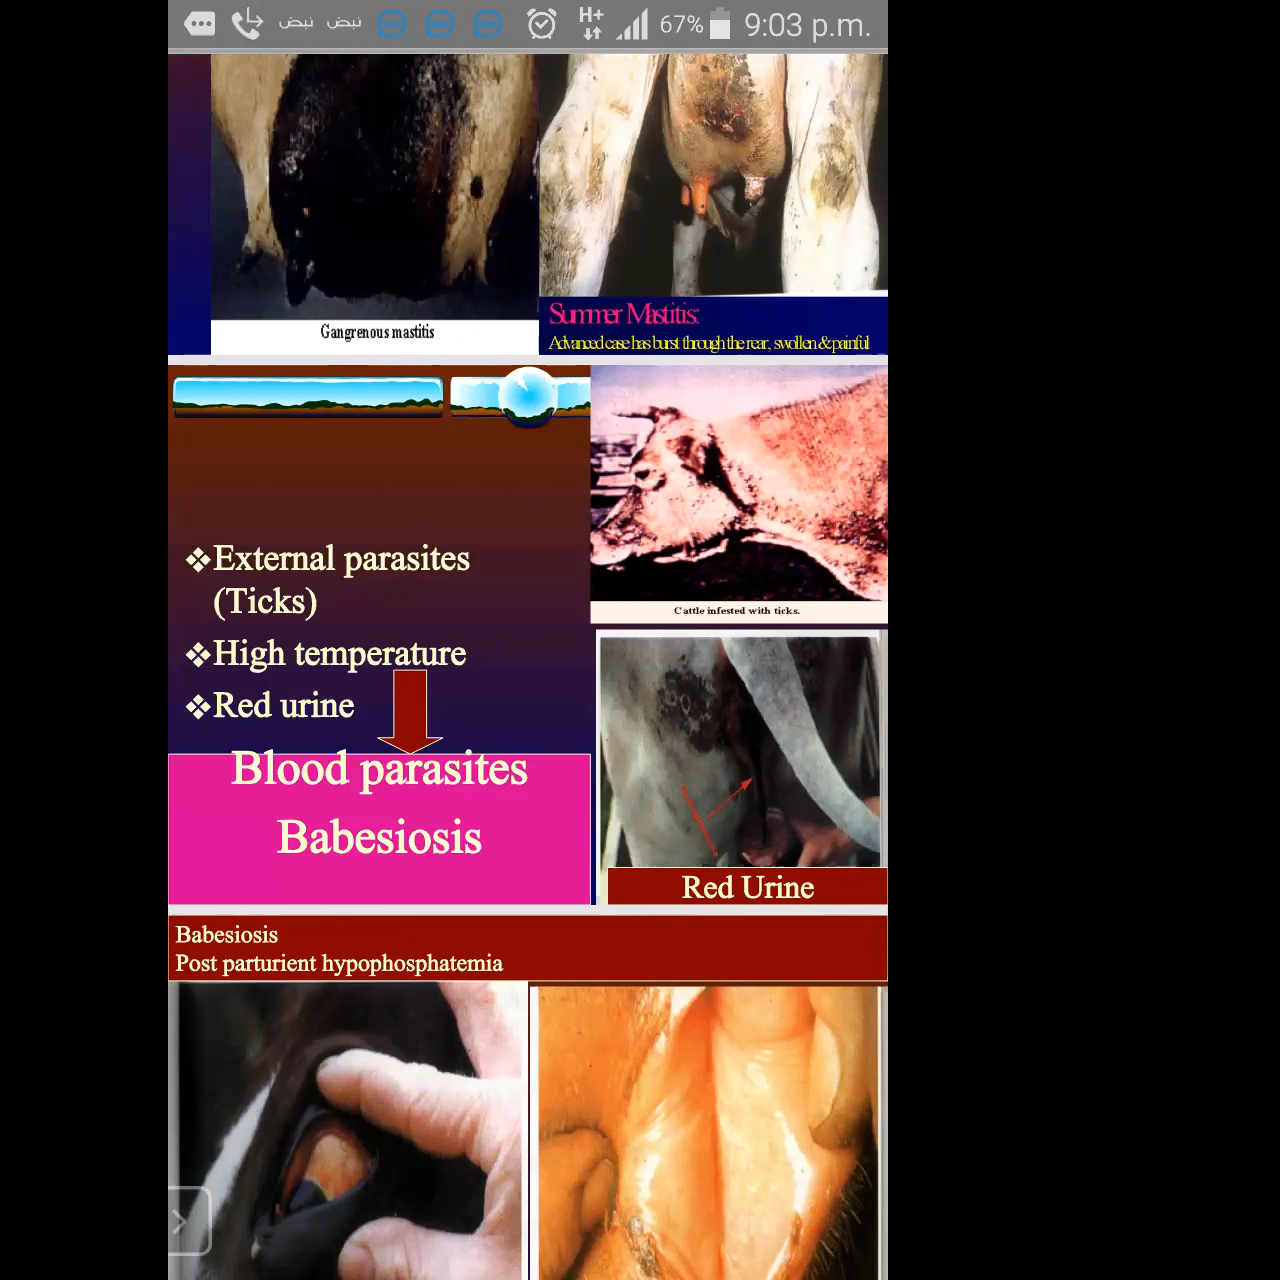 نبض نبض H+ 67% 9:03 p.m.
Gangrenous mastitis
Summer Mastitis:
Advanced case has burst through the rear, swollen & painful
❖External parasites
(Ticks)
❖High temperature
❖Red urine
Blood parasites
Babesiosis
Cattle infested with ticks.
Red Urine
Babesiosis
Post parturient hypophosphatemia